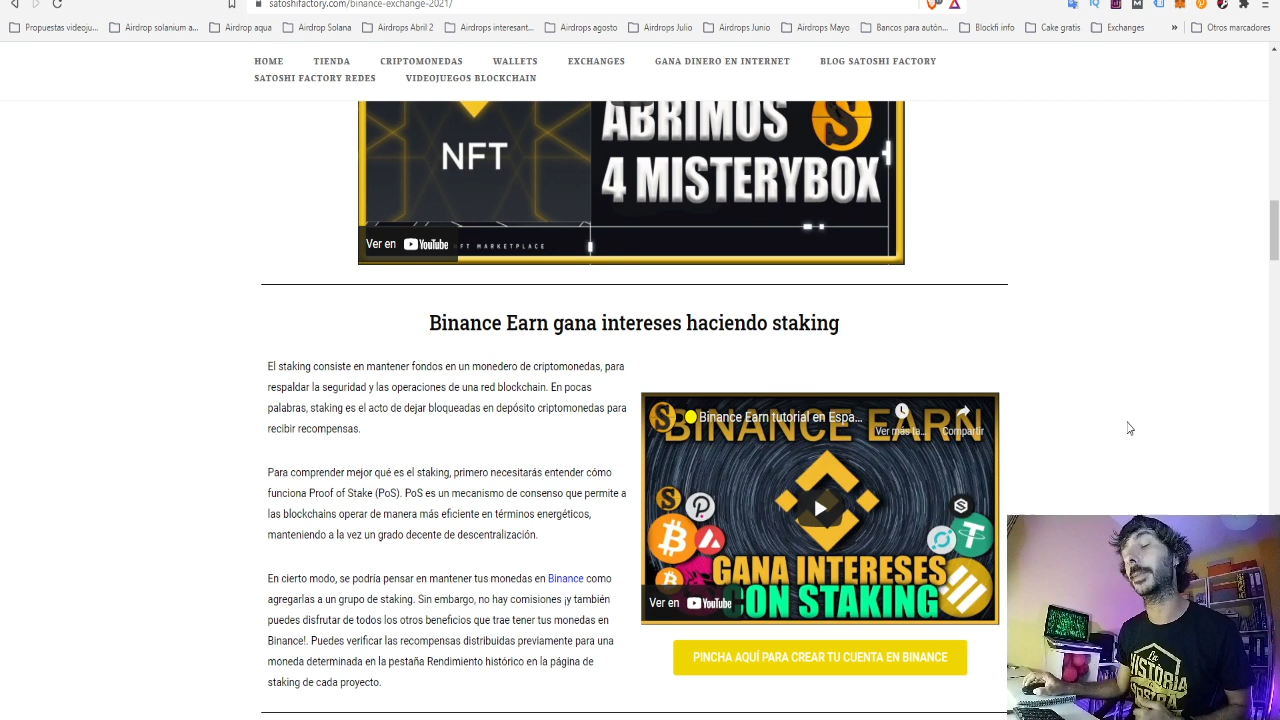 satoshifactory.com/binance-exchange-2021/
Propuestas videoju...
Airdrop solanium a...
Airdrop aqua
Airdrop Solana
Airdrops Abril 2
Airdrops interesant...
Airdrops agosto
Airdrops Julio
Airdrops Junio
Airdrops Mayo
Bancos para autón...
Blockfi info
Cake gratis
Exchanges
»
Otros marcadores
HOME TIENDA CRIPTOMONEDAS WALLETS EXCHANGES GANA DINERO EN INTERNET BLOG SATOSHI FACTORY
SATOSHI FACTORY REDES VIDEOJUEGOS BLOCKCHAIN
ABRIMOS
4 MISTERYBOX
NFT
Ver en YouTube
FT MARKETPLACE
Binance Earn gana intereses haciendo staking
El staking consiste en mantener fondos en un monedero de criptomonedas, para
respaldar la seguridad y las operaciones de una red blockchain. En pocas
palabras, staking es el acto de dejar bloqueadas en depósito criptomonedas para
recibir recompensas.
Para comprender mejor qué es el staking, primero necesitarás entender cómo
funciona Proof of Stake (PoS). PoS es un mecanismo de consenso que permite a
las blockchains operar de manera más eficiente en términos energéticos,
manteniendo a la vez un grado decente de descentralización.
En cierto modo, se podría pensar en mantener tus monedas en Binance como
agregarlas a un grupo de staking. Sin embargo, no hay comisiones ¡y también
puedes disfrutar de todos los otros beneficios que trae tener tus monedas en
Binance!. Puedes verificar las recompensas distribuidas previamente para una
moneda determinada en la pestaña Rendimiento histórico en la página de
staking de cada proyecto.
Binance Earn tutorial en Espa...
Ver más ta...
Compartir
BINANCE EARN
GANA INTERESES
CON STAKING
Ver en YouTube
PINCHA AQUÍ PARA CREAR TU CUENTA EN BINANCE
La
HISTORIA